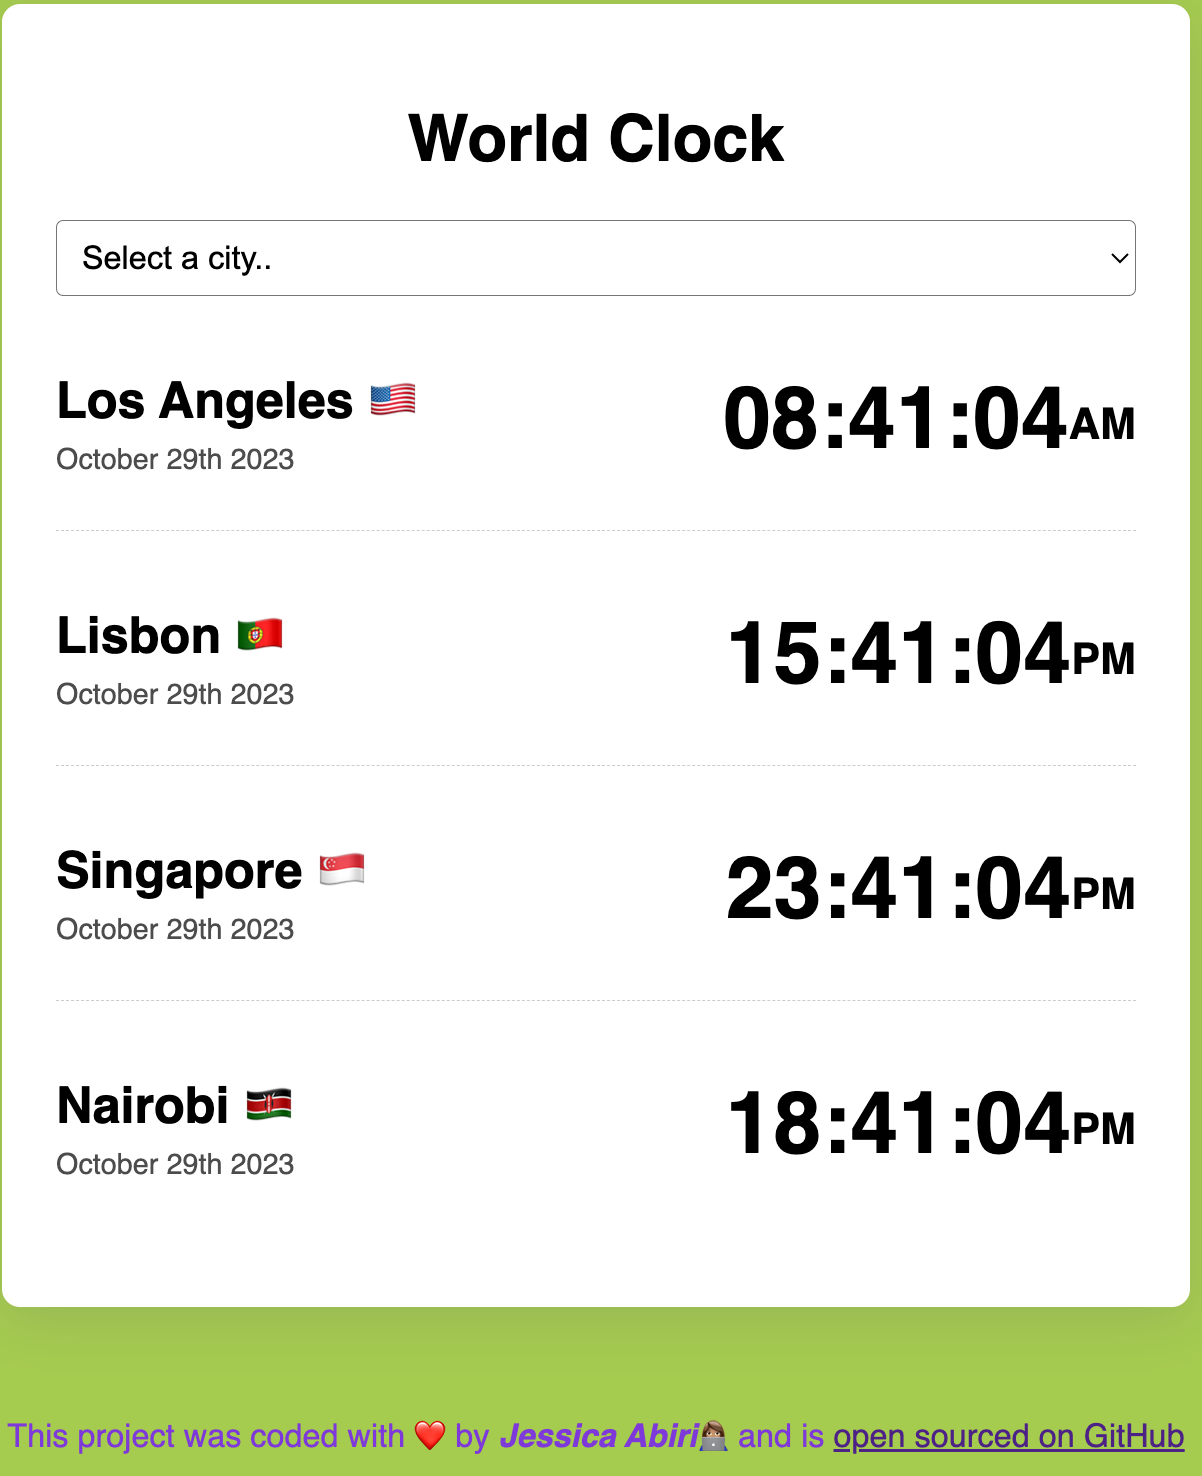 World Clock
Select a city..
Los Angeles 🇺🇸 08:41:04AM
October 29th 2023
Lisbon 🇵🇹 15:41:04PM
October 29th 2023
Singapore 🇸🇬 23:41:04PM
October 29th 2023
Nairobi 🇰🇪 18:41:04PM
October 29th 2023
This project was coded with ❤️ by Jessica Abiri👩🏽‍💻 and is open sourced on GitHub